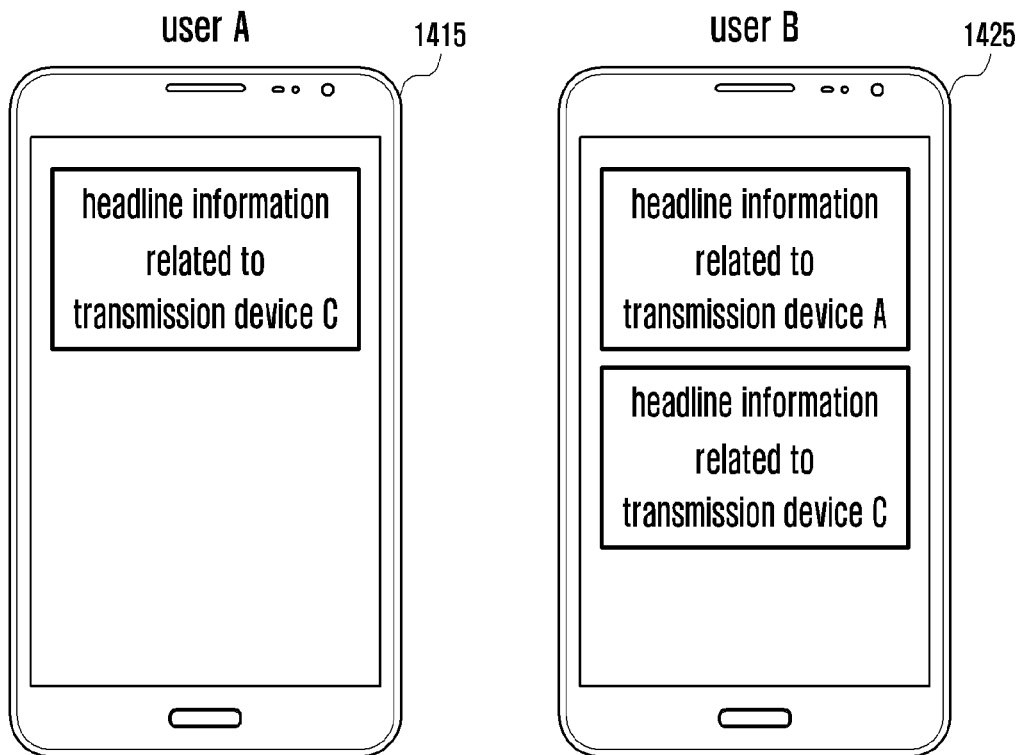 user A
1415
headline information
related to
transmission device C
user B
1425
headline information
related to
transmission device A
headline information
related to
transmission device C